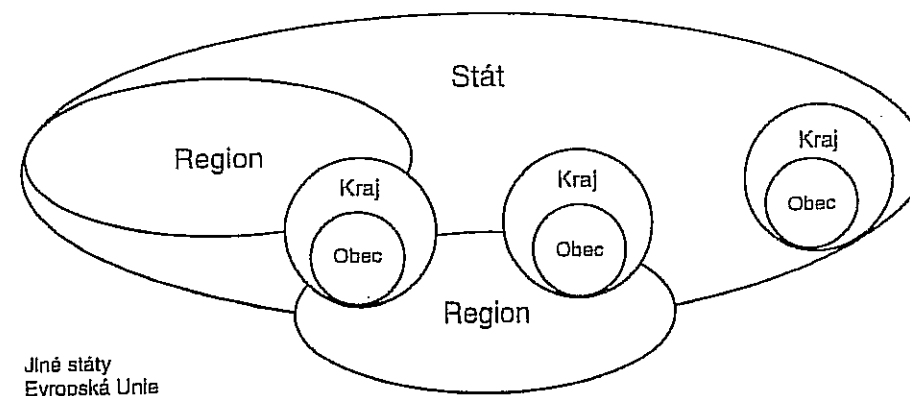 Stát
Region
Kraj
Obec
Kraj
Obec
Kraj
Obec
Region
Jiné státy
Evropská Unie